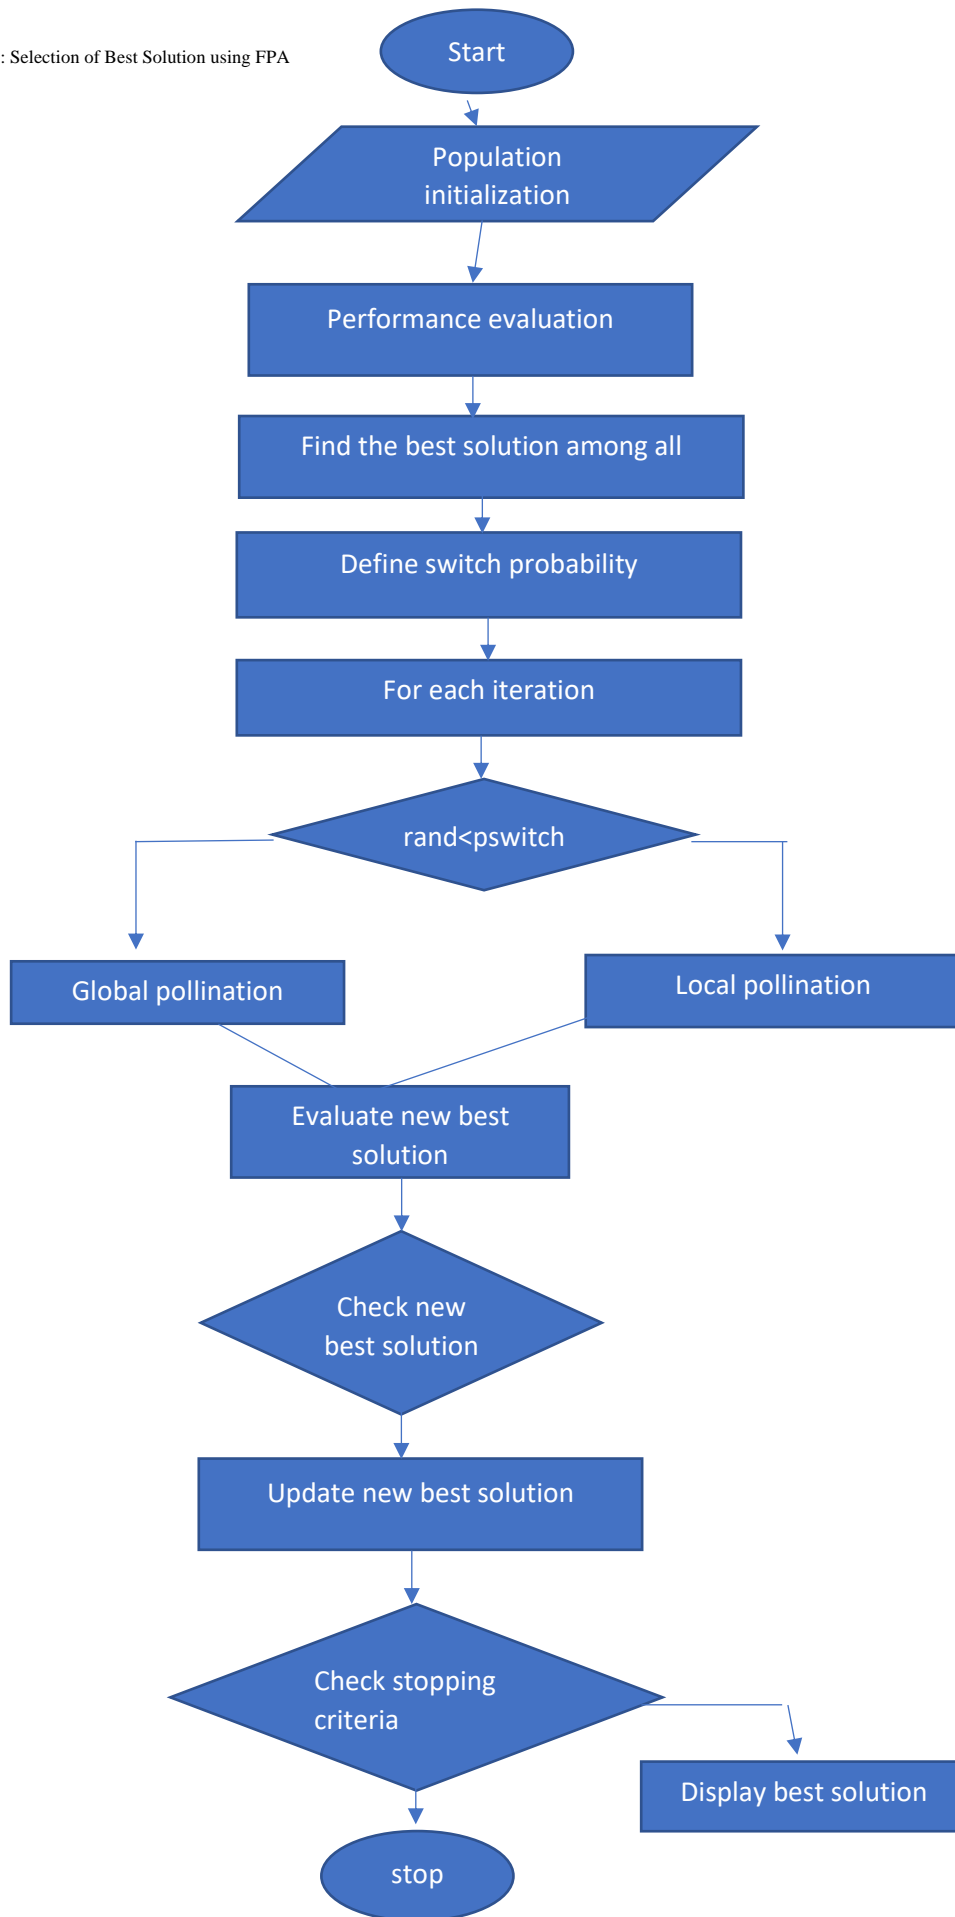 : Selection of Best Solution using FPA
Start
Population
initialization
Performance evaluation
Find the best solution among all
Define switch probability
For each iteration
rand<pswitch
Global pollination
Local pollination
Evaluate new best
solution
Check new
best solution
Update new best solution
Check stopping
criteria
Display best solution
stop